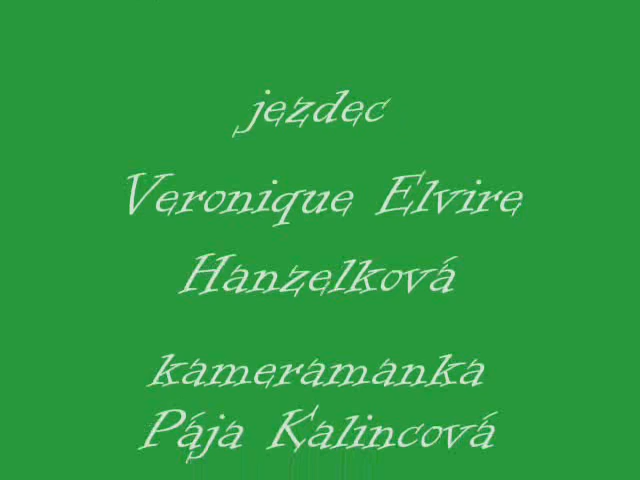 jezdec
Veronique Elvire
Hanzelková
kameramanka
Pája Kalincová